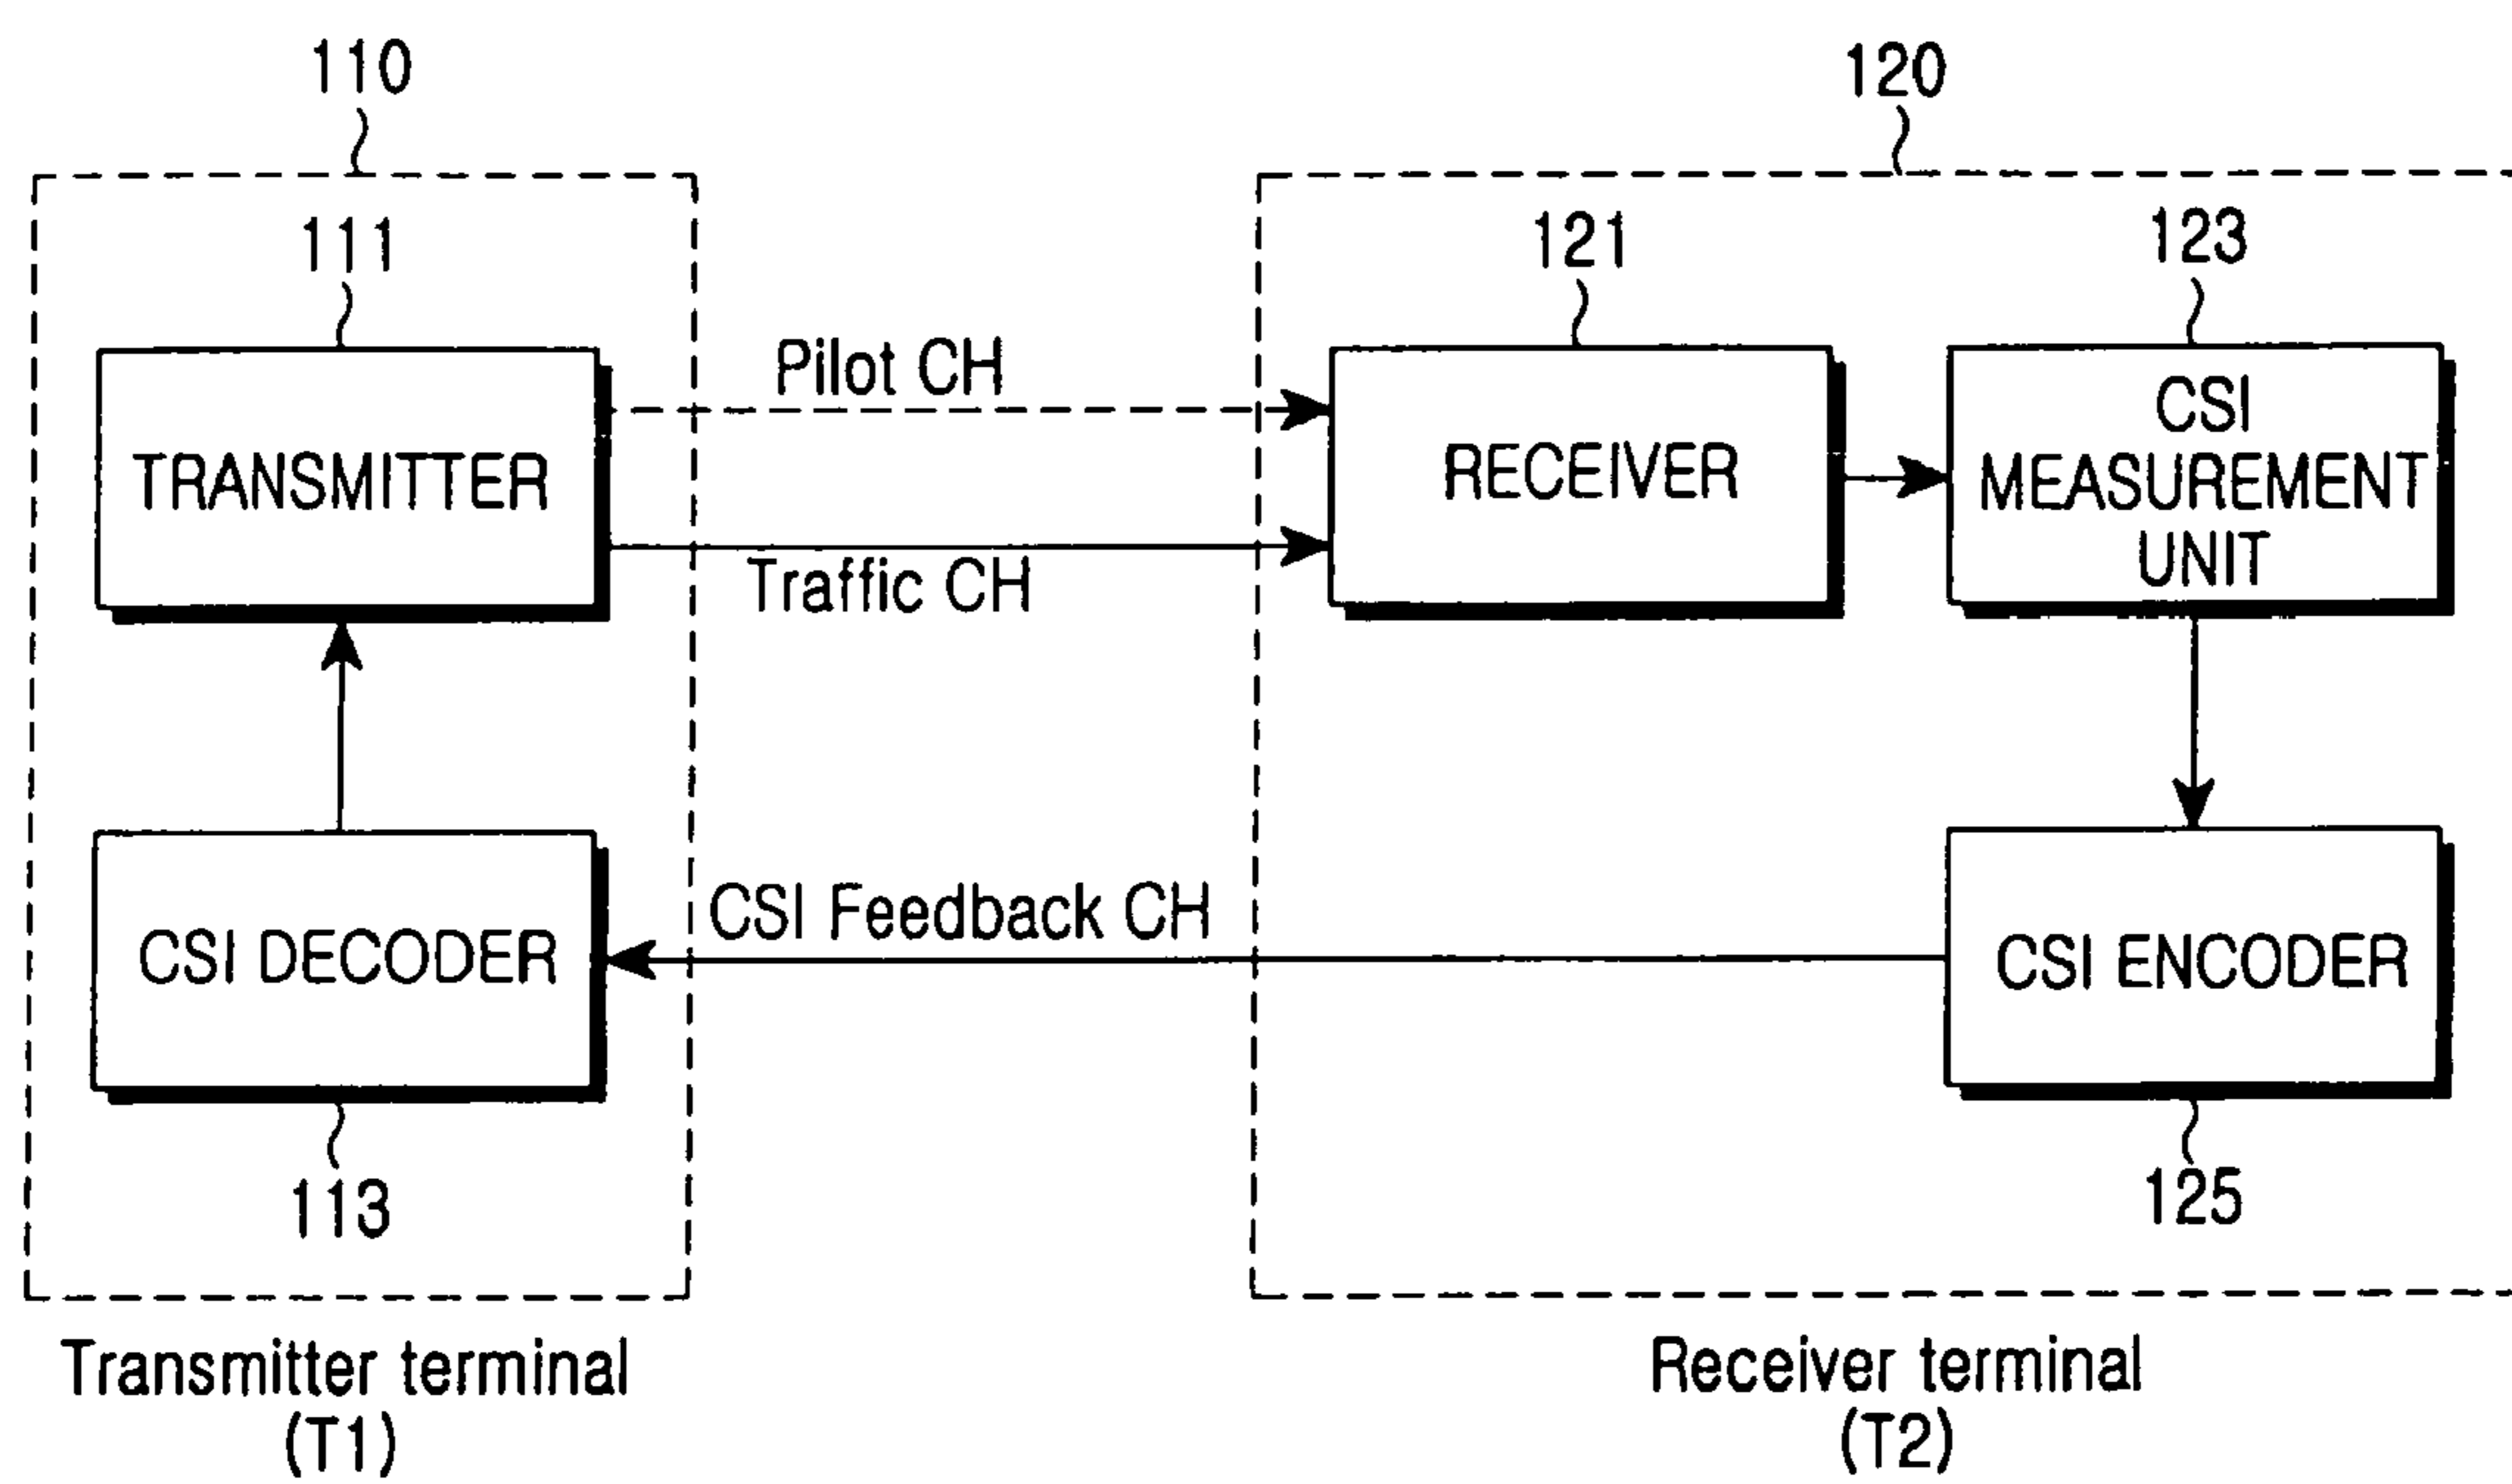 110
120
111
121
123
Pilot CH
TRANSMITTER
Traffic CH
RECEIVER
CSI
MEASUREMENT
UNIT
CSI DECODER
CSI Feedback CH
CSI ENCODER
113
125
Transmitter terminal
(T1)
Receiver terminal
(T2)